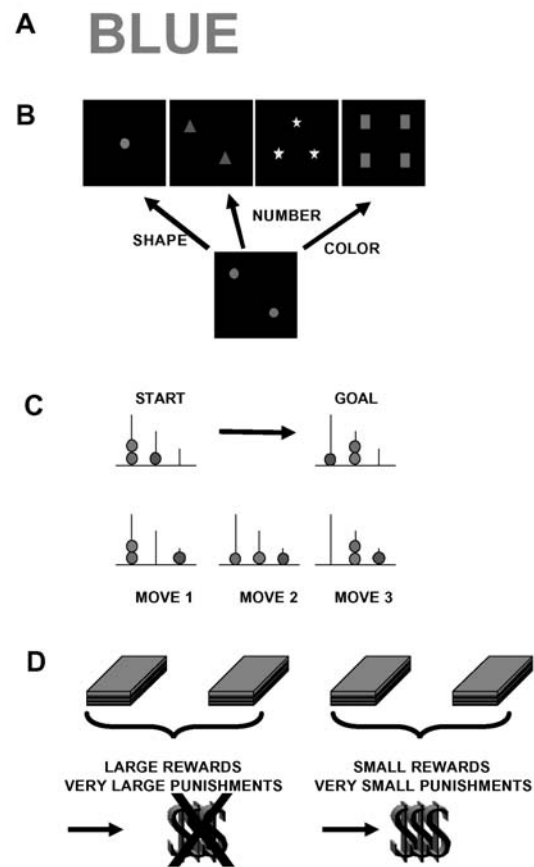 A
BLUE
B
SHAPE
NUMBER
COLOR
C
START
GOAL
MOVE 1
MOVE 2
MOVE 3
D
LARGE REWARDS
VERY LARGE PUNISHMENTS
SMALL REWARDS
VERY SMALL PUNISHMENTS
$$$
$$$